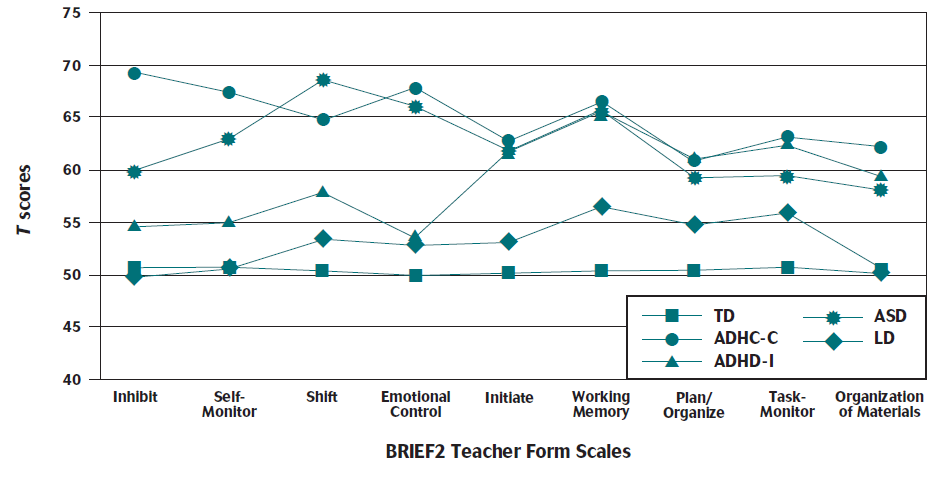 75
70
65
60
55
50
45
40
T scores
TD
ADHC-C
ADHD-I
ASD
LD
Inhibit
Self-
Monitor
Shift
Emotional
Control
Initiate
Working
Memory
Plan/
Organize
Task-
Monitor
Organization
of Materials
BRIEF2 Teacher Form Scales